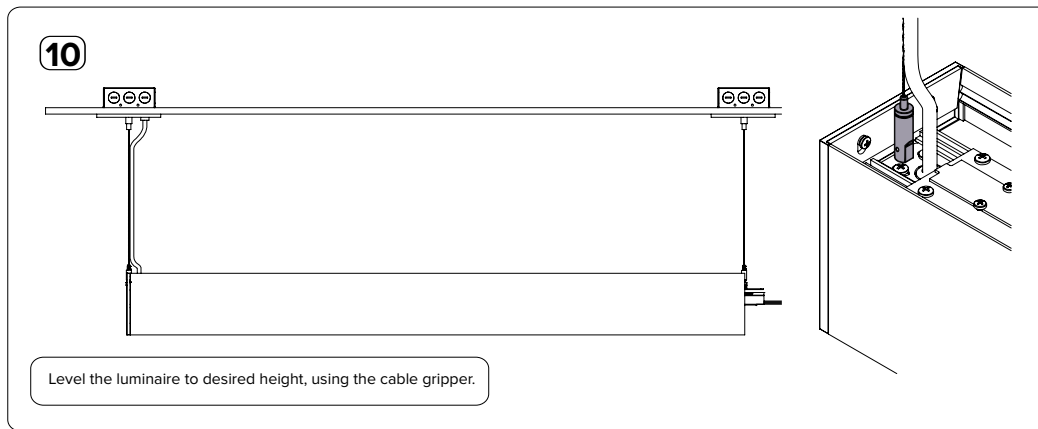 10
Level the luminaire to desired height, using the cable gripper.